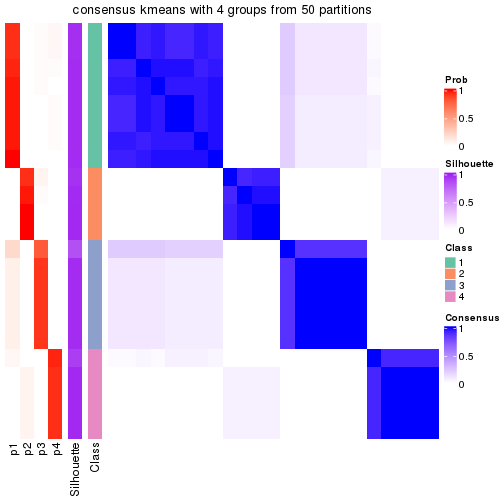 consensus kmeans with 4 groups from 50 partitions
Prob
1
0.5
0
Silhouette
1
0.5
0
Class
1
2
3
4
Consensus
1
0.5
0
p1
p2
p3
p4
Silhouette
Class